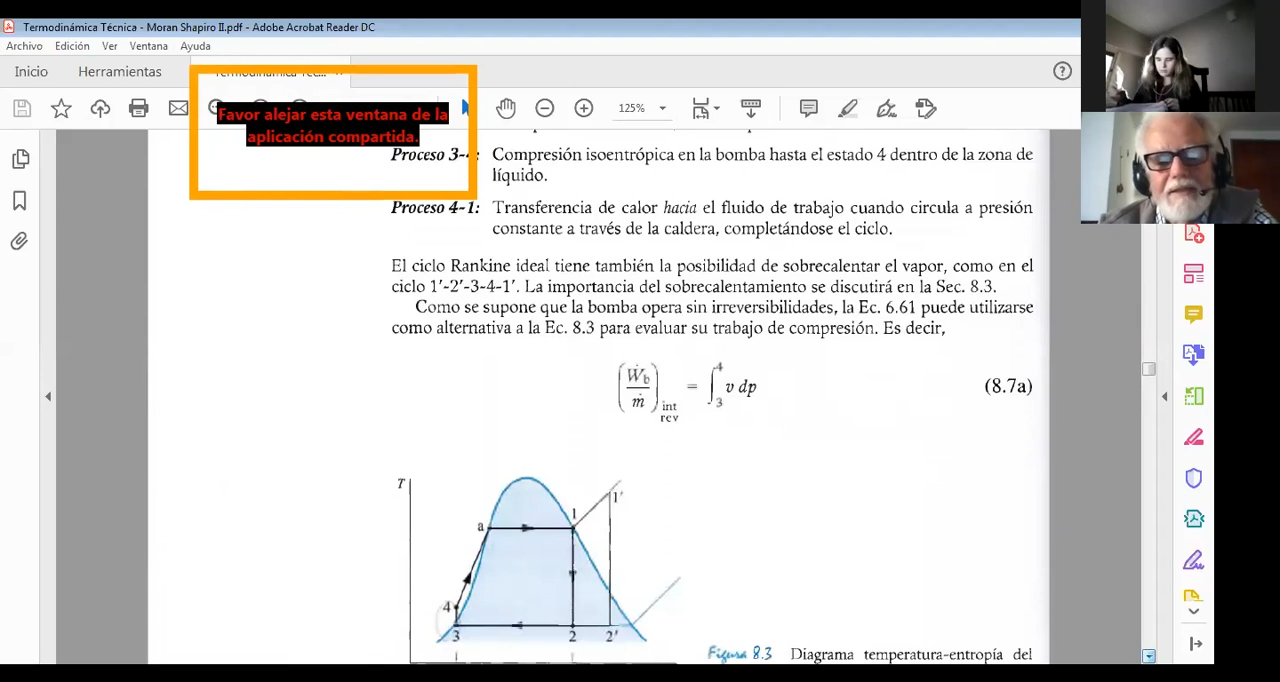 Termodinámica Técnica - Moran Shapiro II.pdf - Adobe Acrobat Reader DC
Archivo Edición Ver Ventana Ayuda
Inicio Herramientas
125%
Favor alejar esta ventana de la
aplicación compartida.
Proceso 3-4: Compresión isoentrópica en la bomba hasta el estado 4 dentro de la zona de
líquido.
Proceso 4-1: Transferencia de calor hacia el fluido de trabajo cuando circula a presión
constante a través de la caldera, completándose el ciclo.
El ciclo Rankine ideal tiene también la posibilidad de sobrecalentar el vapor, como en el
ciclo 1′-2′-3-4-1′. La importancia del sobrecalentamiento se discutirá en la Sec. 8.3.
Como se supone que la bomba opera sin irreversibilidades, la Ec. 6.61 puede utilizarse
como alternativa a la Ec. 8.3 para evaluar su trabajo de compresión. Es decir,
(Ẇb/ṁ) int rev = ∫₃⁴ v dp (8.7a)
T
1′
1
a
4
3 2 2′
Figura 8.3 Diagrama temperatura-entropía del